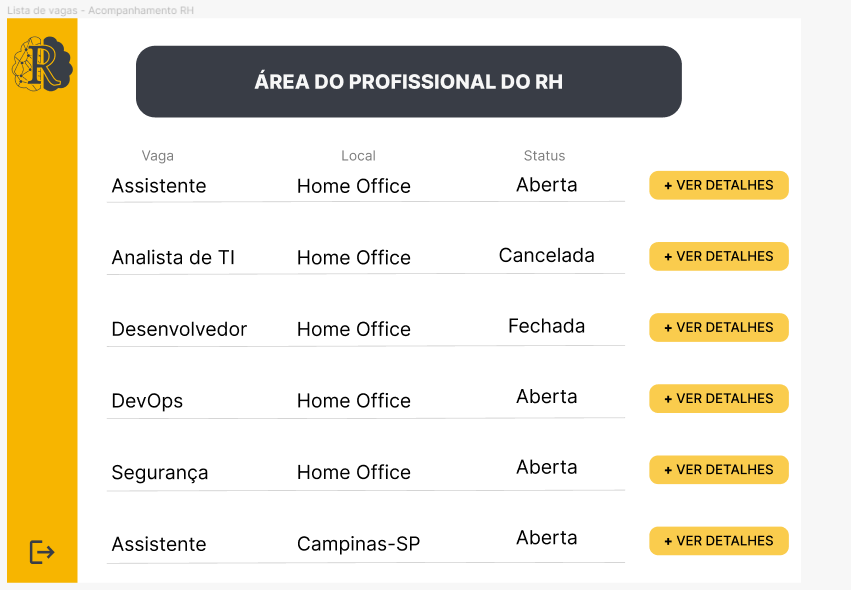 Lista de vagas - Acompanhamento RH
R
ÁREA DO PROFISSIONAL DO RH
Vaga Local Status
Assistente Home Office Aberta + VER DETALHES
Analista de TI Home Office Cancelada + VER DETALHES
Desenvolvedor Home Office Fechada + VER DETALHES
DevOps Home Office Aberta + VER DETALHES
Segurança Home Office Aberta + VER DETALHES
Assistente Campinas-SP Aberta + VER DETALHES